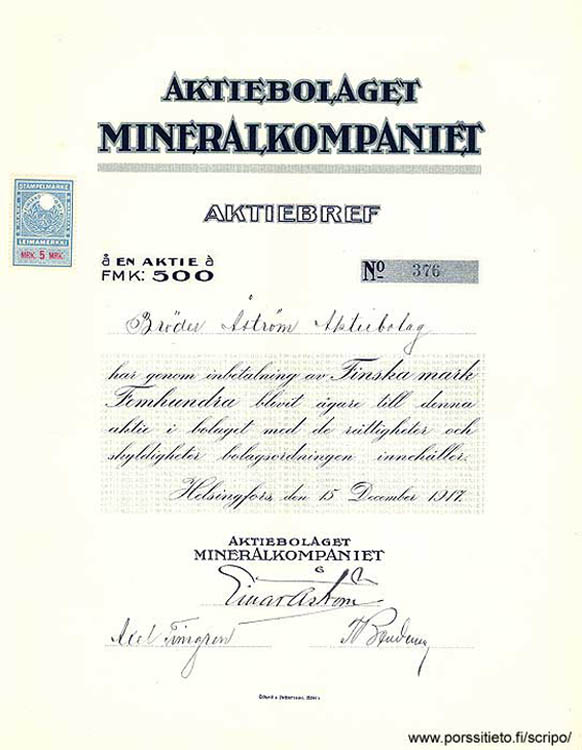 AKTIEBOLAGET
MINERALKOMPANIET
AKTIEBREF
STÄMPELMÄRKE
LEIMAMERKKI
MRK. 5 MRK.
å EN AKTIE à
FMK: 500
No 376
Bröder Åström Aktiebolag
har genom inbetalning av Finska mark
Femhundra blivit ägare till denna
aktie i bolaget med de rättigheter och
skyldigheter bolagsordningen innehåller.
Helsingfors, den 15 December 1917.
AKTIEBOLAGET
MINERALKOMPANIET
Einar Åström
Axel
www.porssitieto.fi/scripo/